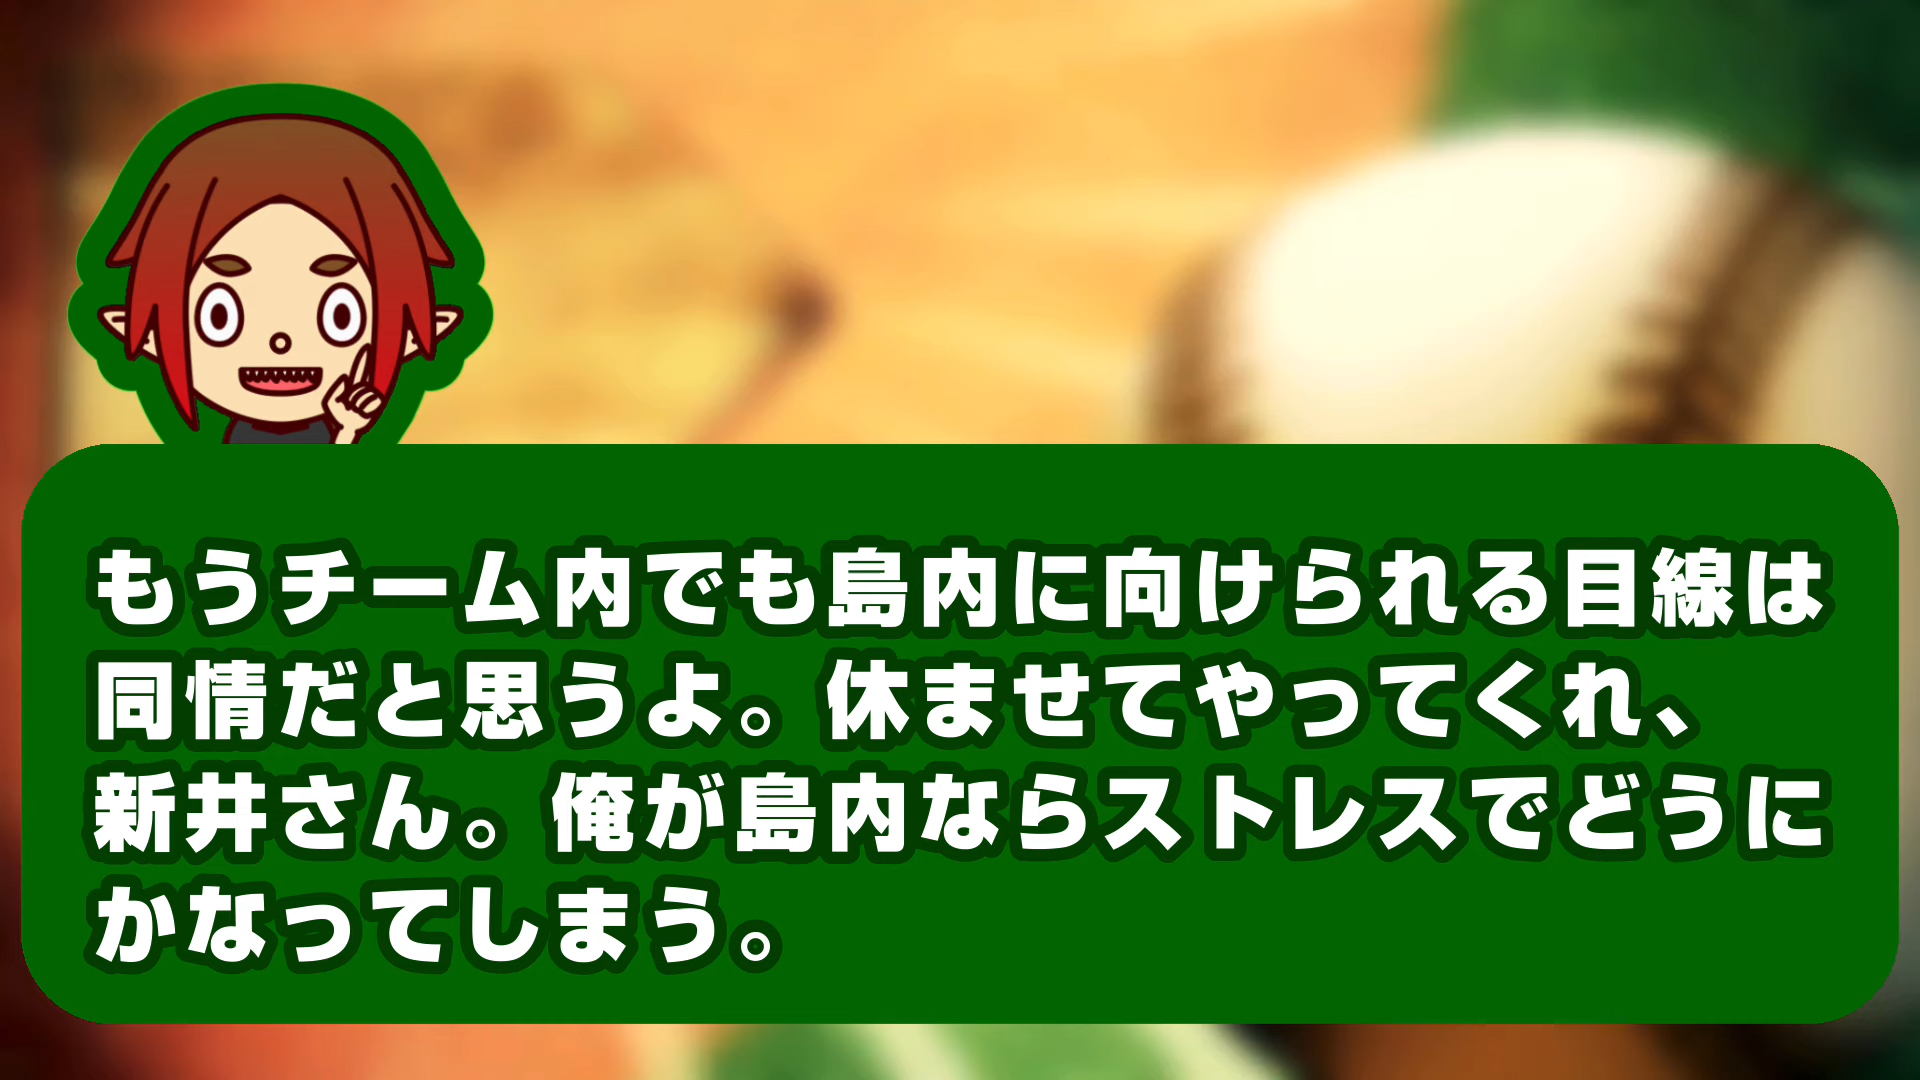 もうチーム内でも島内に向けられる目線は
同情だと思うよ。休ませてやってくれ、
新井さん。俺が島内ならストレスでどうに
かなってしまう。